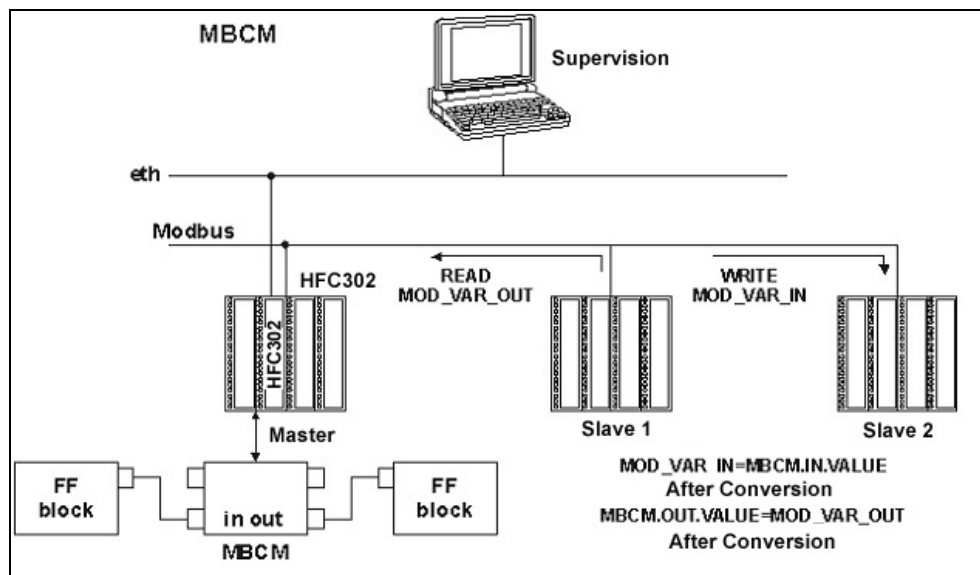 MBCM
Supervision
eth
Modbus
HFC302
READ
MOD_VAR_OUT
WRITE
MOD_VAR_IN
HFC302
Master
Slave 1
Slave 2
FF
block
in out
MBCM
FF
block
MOD_VAR IN=MBCM.IN.VALUE
After Conversion
MBCM.OUT.VALUE=MOD_VAR_OUT
After Conversion